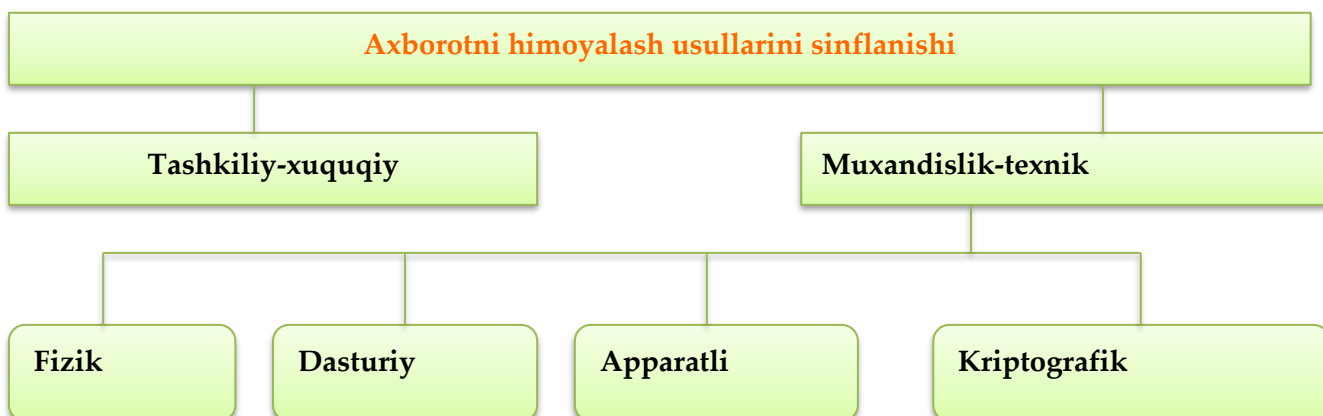 Axborotni himoyalash usullarini sinflanishi
Tashkiliy-xuquqiy
Muxandislik-texnik
Fizik
Dasturiy
Apparatli
Kriptografik